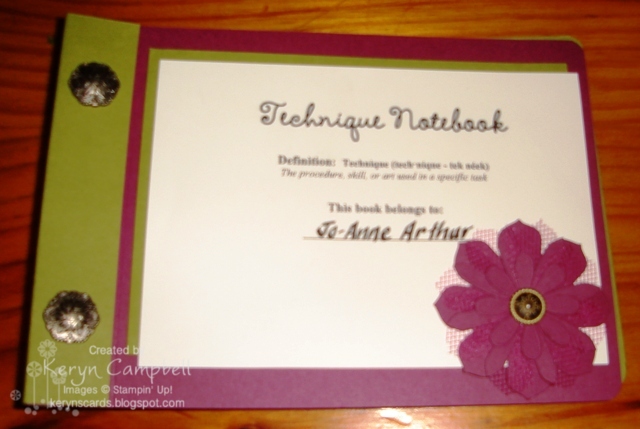 Technique Notebook
Definition: Technique (tech·nique - tek nēek)
The procedure, skill, or art used in a specific task
This book belongs to:
Jo-Anne Arthur
Created by
Keryn Campbell
Images © Stampin' Up!
kerynscards.blogspot.com